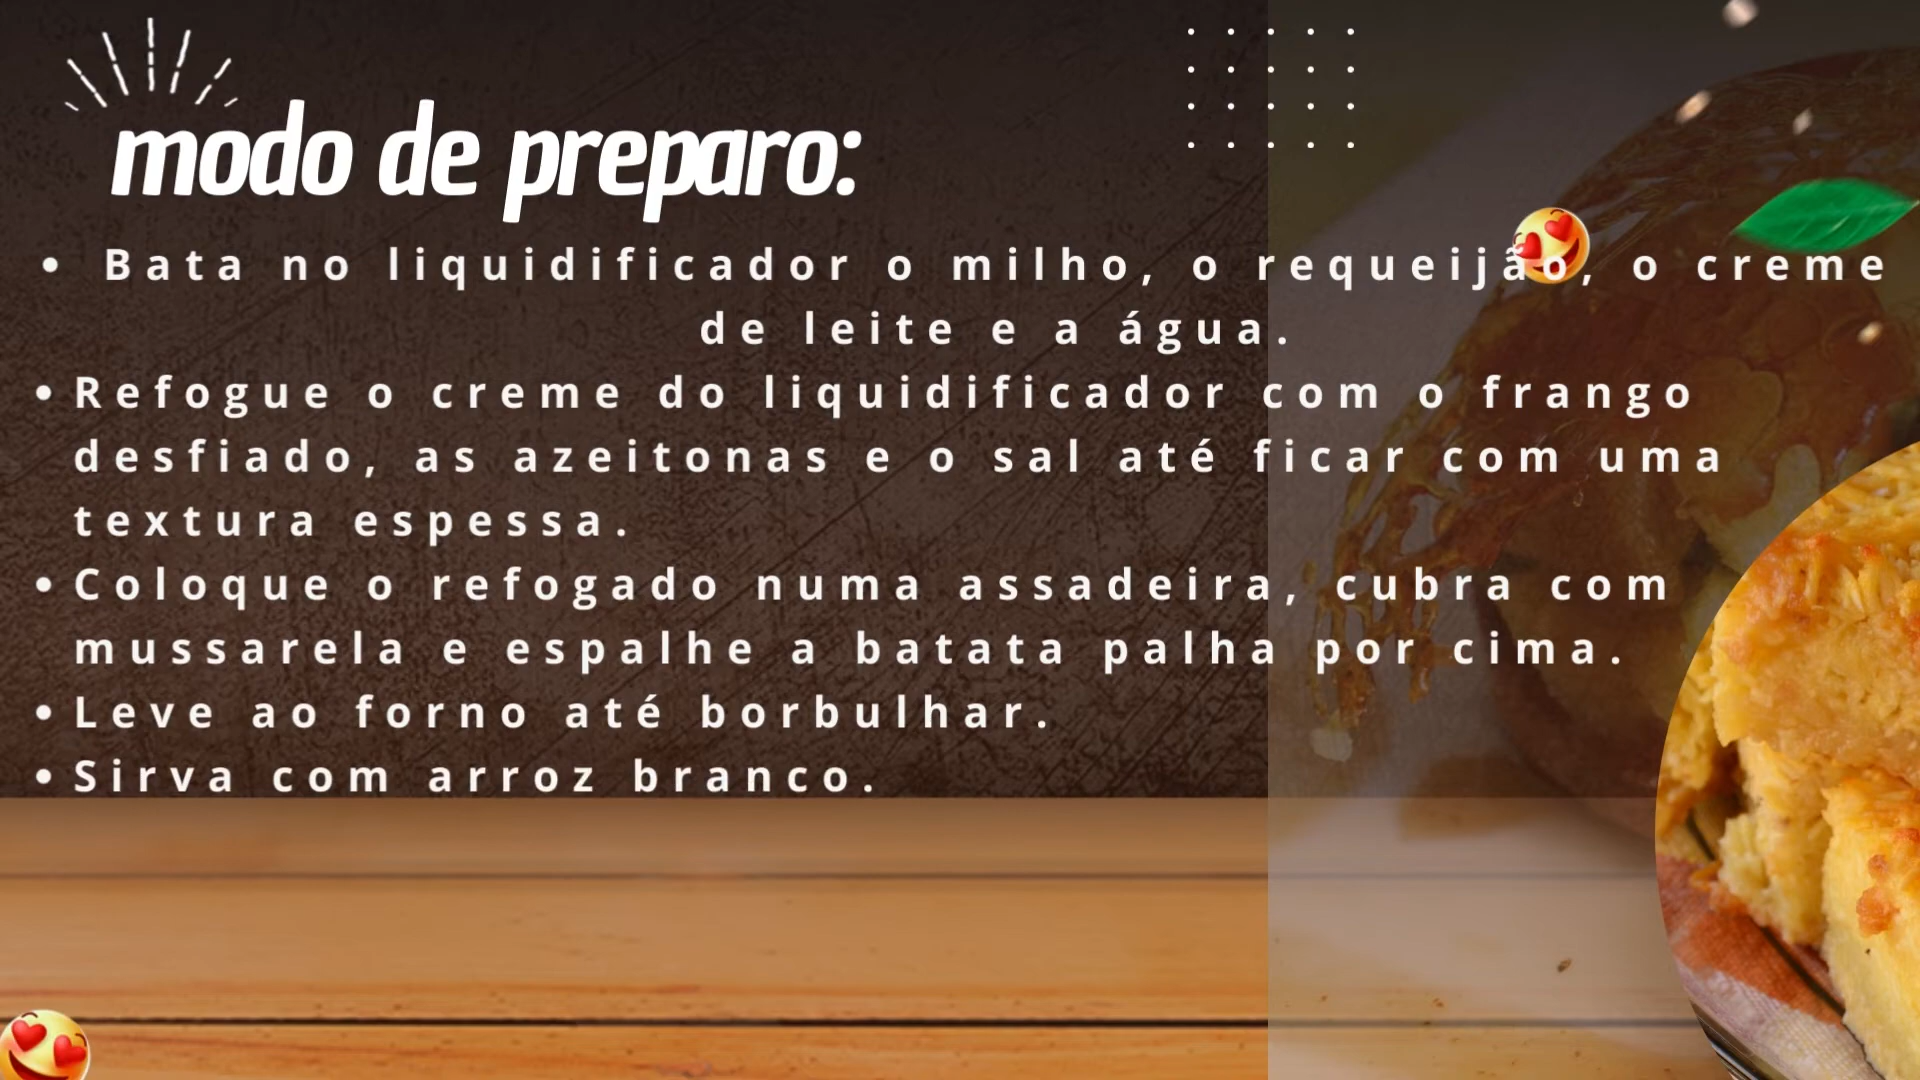 modo de preparo:
• Bata no liquidificador o milho, o requeijão, o creme
de leite e a água.
• Refogue o creme do liquidificador com o frango
desfiado, as azeitonas e o sal até ficar com uma
textura espessa.
• Coloque o refogado numa assadeira, cubra com
mussarela e espalhe a batata palha por cima.
• Leve ao forno até borbulhar.
• Sirva com arroz branco.